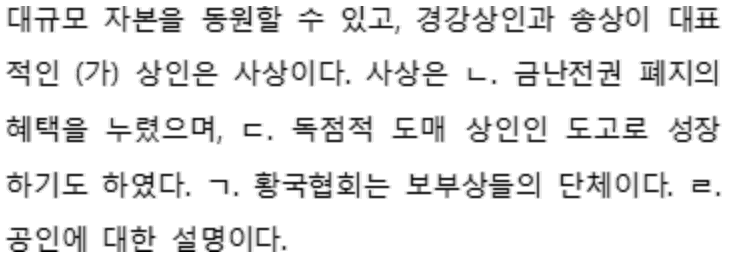 대규모 자본을 동원할 수 있고, 경강상인과 송상이 대표
적인 (가) 상인은 사상이다. 사상은 ㄴ. 금난전권 폐지의
혜택을 누렸으며, ㄷ. 독점적 도매 상인인 도고로 성장
하기도 하였다. ㄱ. 황국협회는 보부상들의 단체이다. ㄹ.
공인에 대한 설명이다.